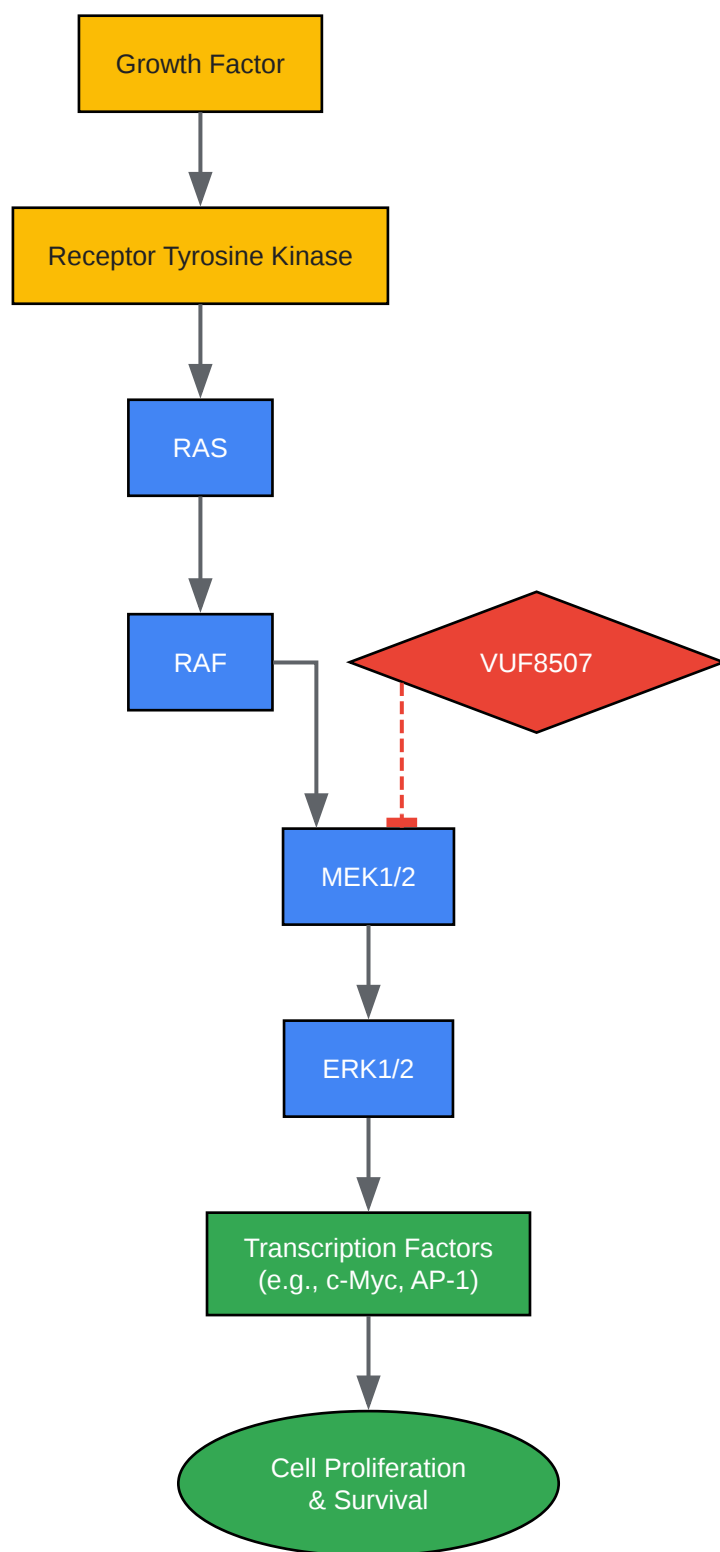 Growth Factor
Receptor Tyrosine Kinase
RAS
RAF
VUF8507
MEK1/2
ERK1/2
Transcription Factors
(e.g., c-Myc, AP-1)
Cell Proliferation
& Survival